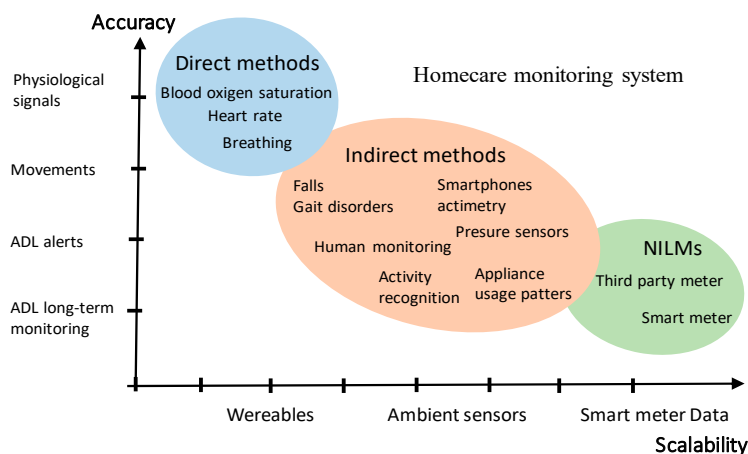 Accuracy
Homecare monitoring system
Physiological
signals
Movements
ADL alerts
ADL long-term
monitoring
Direct methods
Blood oxigen saturation
Heart rate
Breathing
Indirect methods
Falls
Gait disorders
Smartphones
actimetry
Presure sensors
Human monitoring
Activity
recognition
Appliance
usage patters
NILMs
Third party meter
Smart meter
Wereables
Ambient sensors
Smart meter Data
Scalability